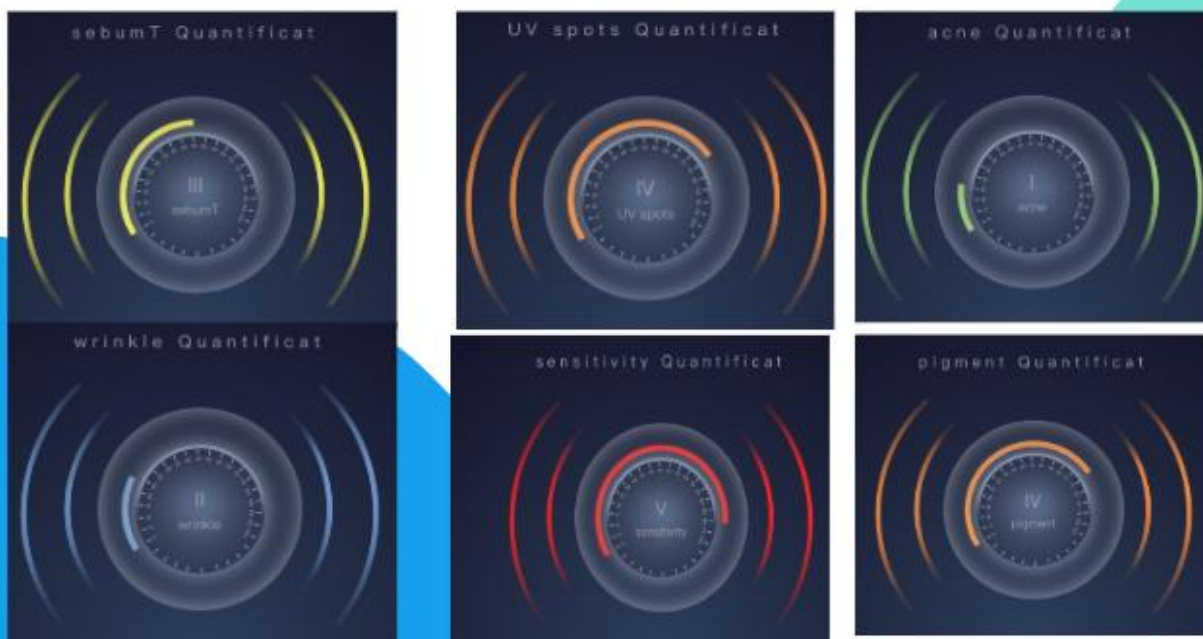 sebumT Quantificat
III
sebumT
UV spots Quantificat
IV
UV spots
acne Quantificat
I
acne
wrinkle Quantificat
II
wrinkle
sensitivity Quantificat
V
sensitivity
pigment Quantificat
IV
pigment